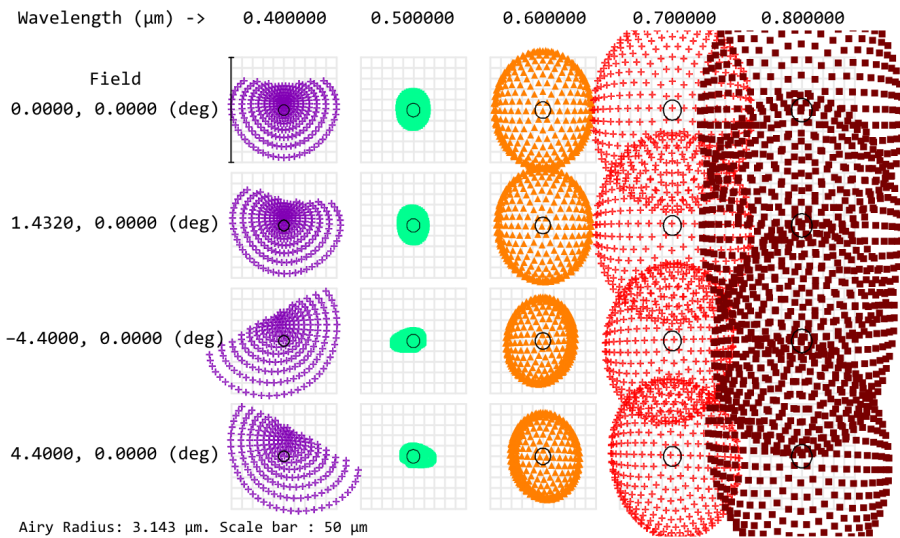 Wavelength (µm) -> 0.400000 0.500000 0.600000 0.700000 0.800000
Field
0.0000, 0.0000 (deg)
1.4320, 0.0000 (deg)
−4.4000, 0.0000 (deg)
4.4000, 0.0000 (deg)
Airy Radius: 3.143 µm. Scale bar : 50 µm